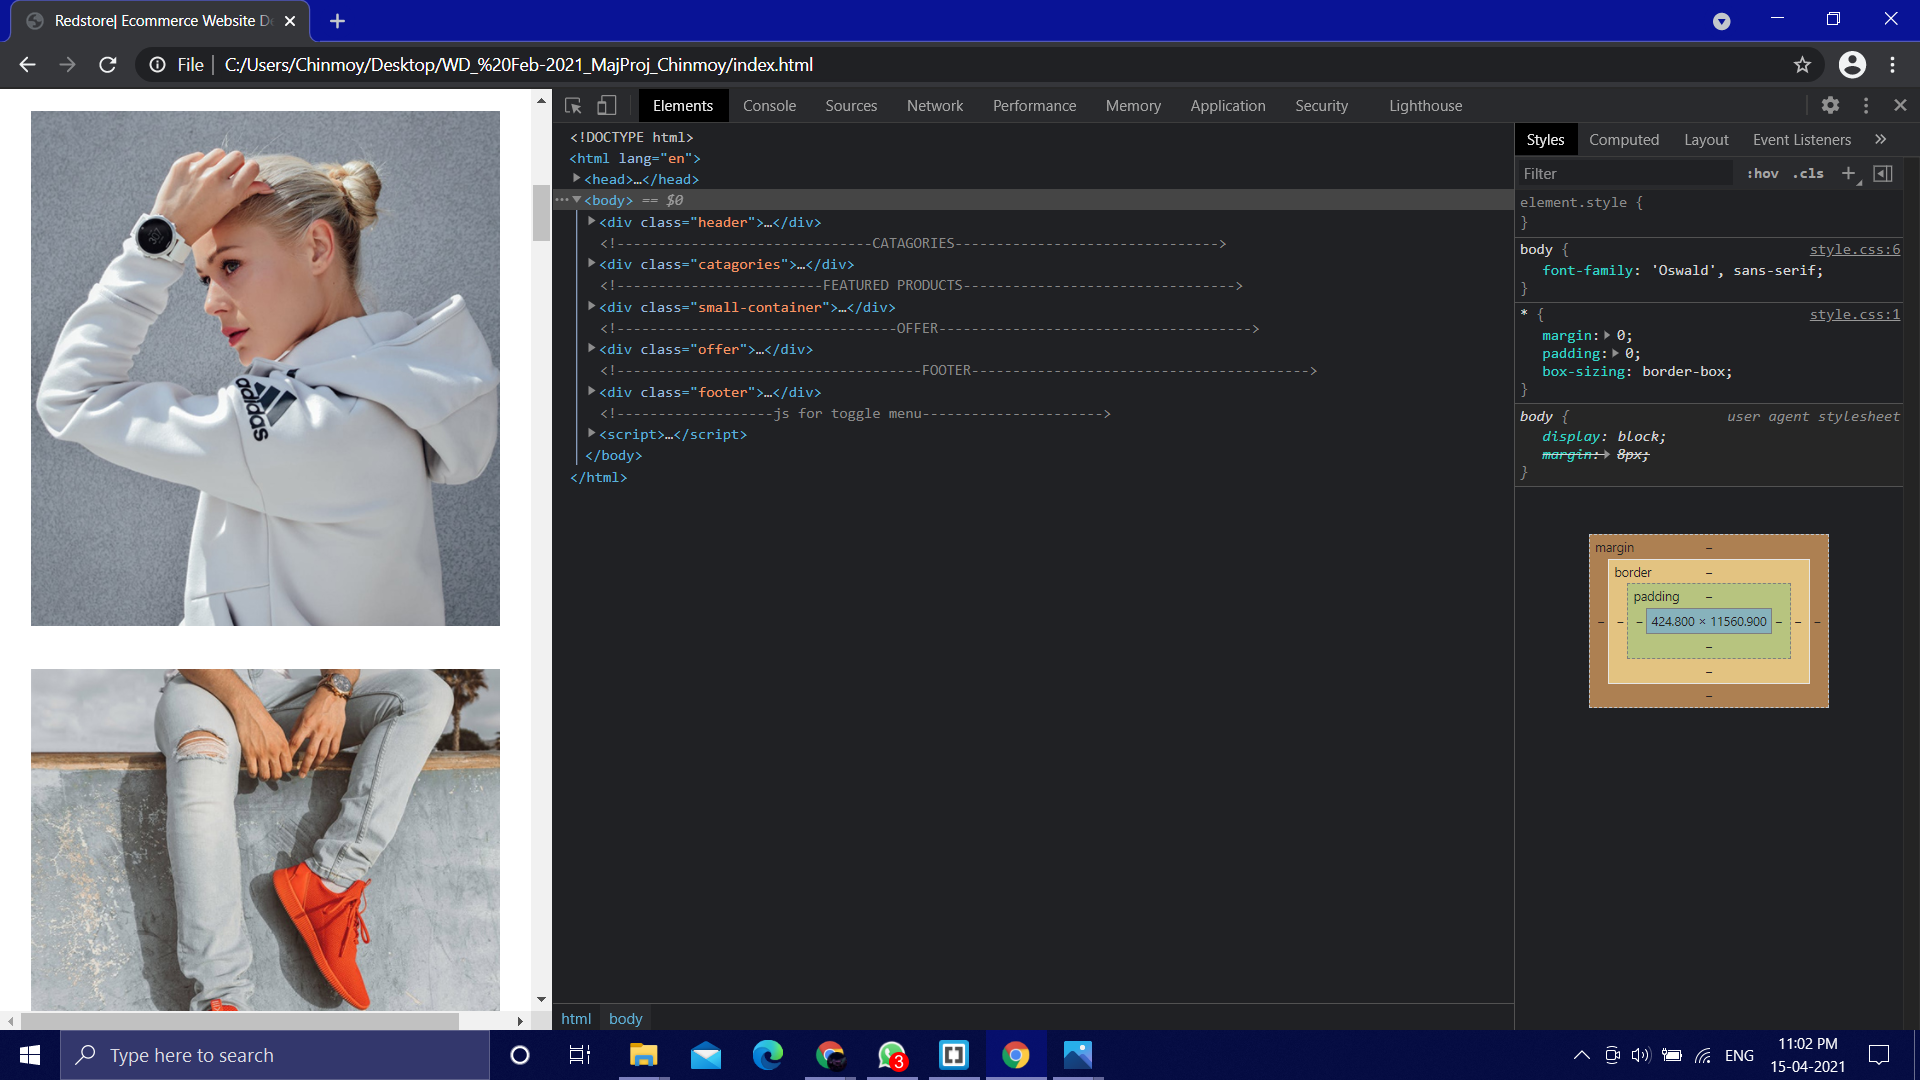 Redstore| Ecommerce Website De
File
C:/Users/Chinmoy/Desktop/WD_%20Feb-2021_MajProj_Chinmoy/index.html
adidas
Elements Console Sources Network Performance Memory Application Security Lighthouse
<!DOCTYPE html>
<html lang="en">
<head>…</head>
<body> == $0
<div class="header">…</div>
<!-------------------------------CATAGORIES-------------------------------->
<div class="catagories">…</div>
<!-------------------------FEATURED PRODUCTS--------------------------------->
<div class="small-container">…</div>
<!----------------------------------OFFER-------------------------------------->
<div class="offer">…</div>
<!-------------------------------------FOOTER----------------------------------------->
<div class="footer">…</div>
<!-------------------js for toggle menu---------------------->
<script>…</script>
</body>
</html>
html body
Styles Computed Layout Event Listeners »
Filter :hov .cls +
element.style {
}
body { style.css:6
font-family: 'Oswald', sans-serif;
}
* { style.css:1
margin: 0;
padding: 0;
box-sizing: border-box;
}
body { user agent stylesheet
display: block;
margin: 8px;
}
margin –
border –
padding –
– – – 424.800 × 11560.900 – – –
–
–
–
Type here to search
3
ENG
11:02 PM
15-04-2021